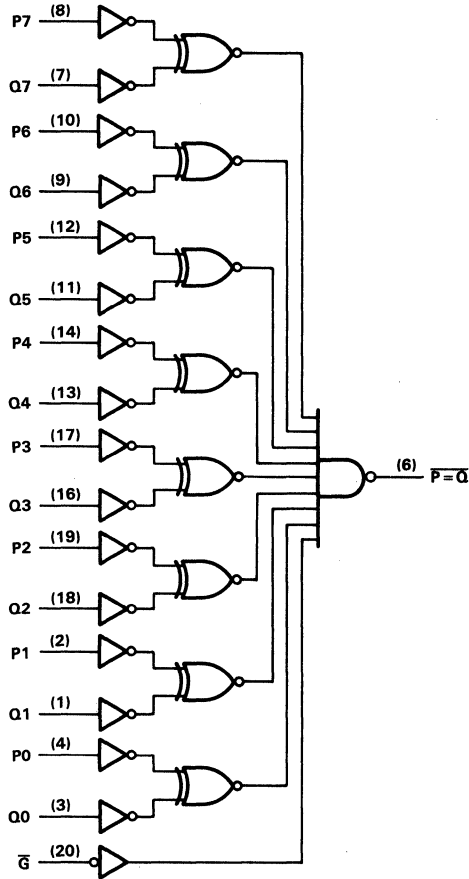 P7 (8)
Q7 (7)
P6 (10)
Q6 (9)
P5 (12)
Q5 (11)
P4 (14)
Q4 (13)
P3 (17)
Q3 (16)
(6) P=Q
P2 (19)
Q2 (18)
P1 (2)
Q1 (1)
P0 (4)
Q0 (3)
G (20)